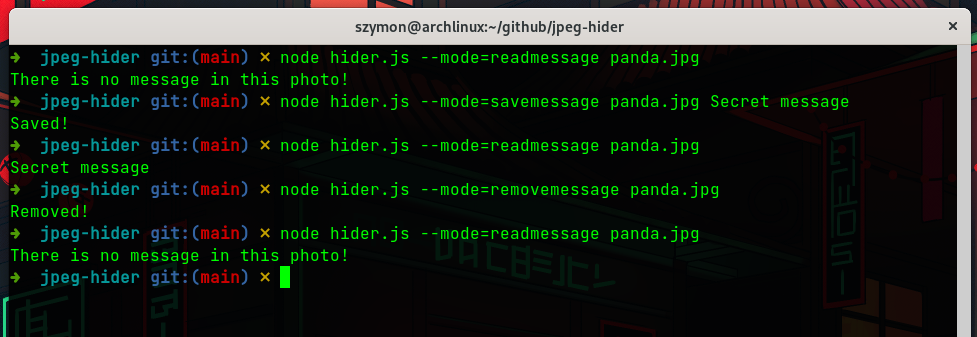 szymon@archlinux:~/github/jpeg-hider ×
➜ jpeg-hider git:(main) ✗ node hider.js --mode=readmessage panda.jpg
There is no message in this photo!
➜ jpeg-hider git:(main) ✗ node hider.js --mode=savemessage panda.jpg Secret message
Saved!
➜ jpeg-hider git:(main) ✗ node hider.js --mode=readmessage panda.jpg
Secret message
➜ jpeg-hider git:(main) ✗ node hider.js --mode=removemessage panda.jpg
Removed!
➜ jpeg-hider git:(main) ✗ node hider.js --mode=readmessage panda.jpg
There is no message in this photo!
➜ jpeg-hider git:(main) ✗